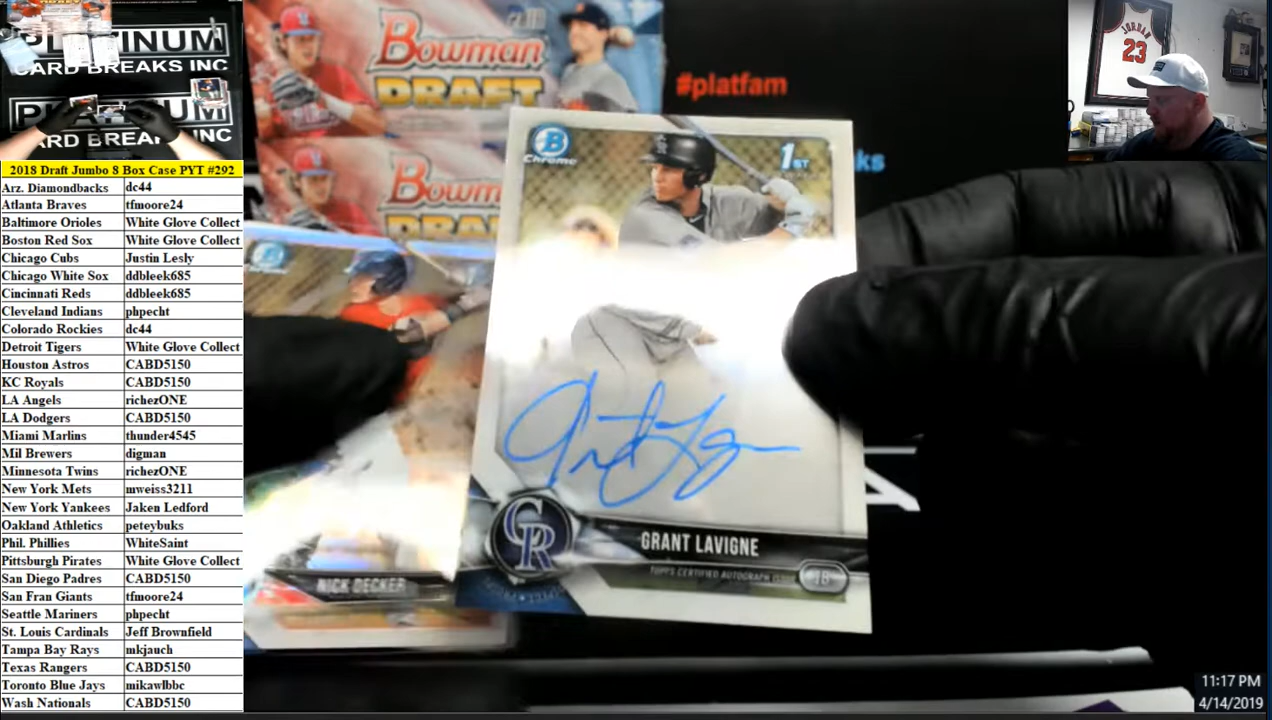 PLATINUM
CARD BREAKS INC
CARD BREAKS INC
2018 Draft Jumbo 8 Box Case PYT #292
Arz. Diamondbacks dc44
Atlanta Braves tfmoore24
Baltimore Orioles White Glove Collect
Boston Red Sox White Glove Collect
Chicago Cubs Justin Lesly
Chicago White Sox ddbleek685
Cincinnati Reds ddbleek685
Cleveland Indians phpecht
Colorado Rockies dc44
Detroit Tigers White Glove Collect
Houston Astros CABD5150
KC Royals CABD5150
LA Angels richezONE
LA Dodgers CABD5150
Miami Marlins thunder4545
Mil Brewers digman
Minnesota Twins richezONE
New York Mets mweiss3211
New York Yankees Jaken Ledford
Oakland Athletics peteybuks
Phil. Phillies WhiteSaint
Pittsburgh Pirates White Glove Collect
San Diego Padres CABD5150
San Fran Giants tfmoore24
Seattle Mariners phpecht
St. Louis Cardinals Jeff Brownfield
Tampa Bay Rays mkjauch
Texas Rangers CABD5150
Toronto Blue Jays mikawlbbc
Wash Nationals CABD5150
Bowman
DRAFT
Bowman
DRAFT
#platfam
JORDAN
23
B
Chrome
1ST
CR
GRANT LAVIGNE
TOPPS CERTIFIED AUTOGRAPH ISSUE
1B
NICK DECKER
11:17 PM
4/14/2019